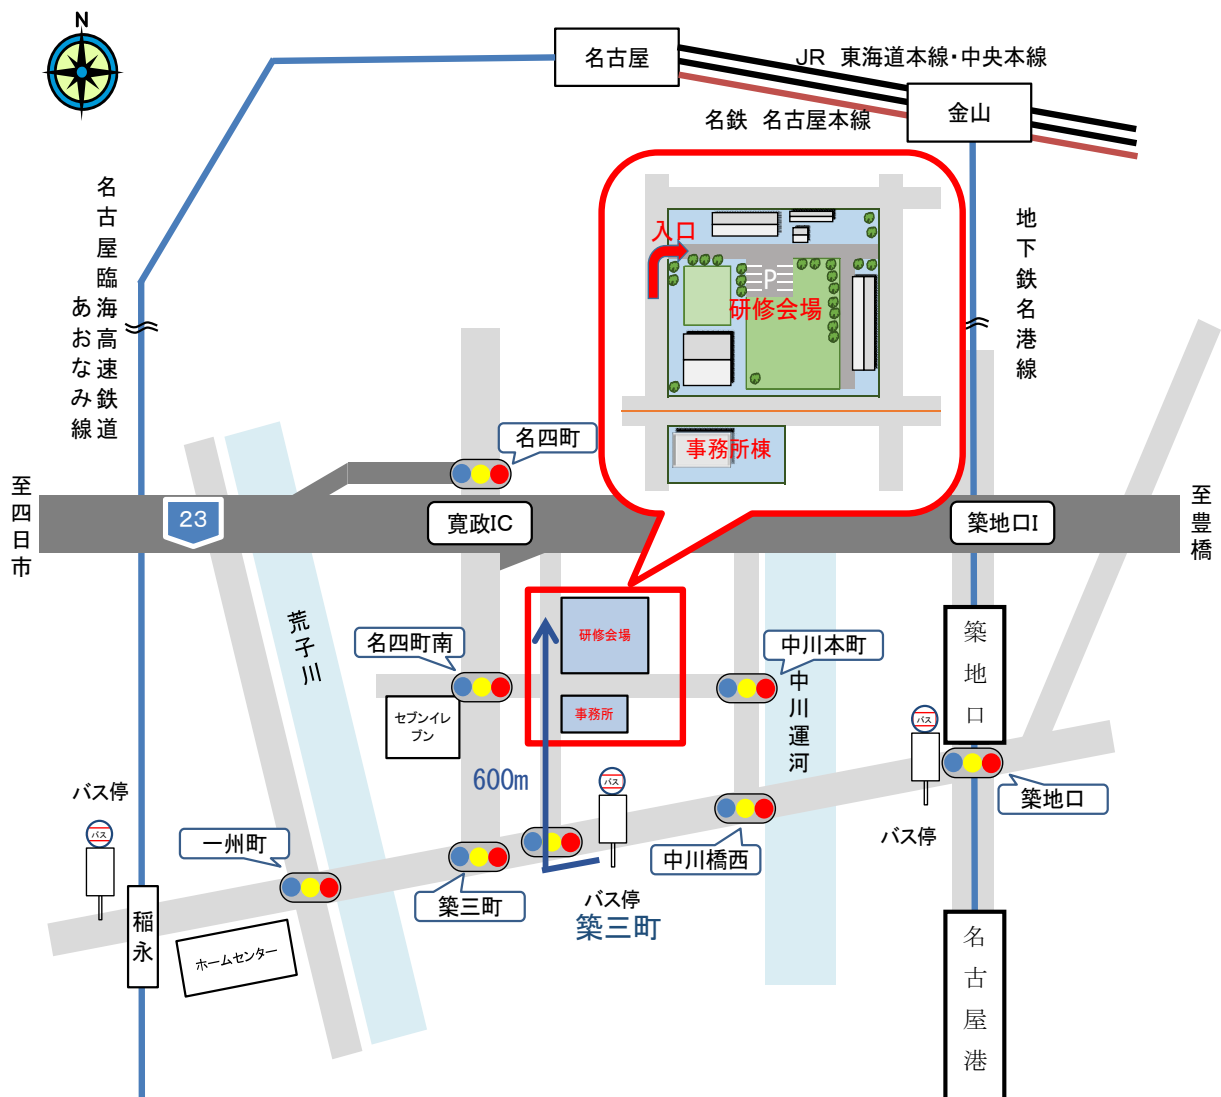 N
名古屋
JR 東海道本線・中央本線
金山
名鉄 名古屋本線
名古屋臨海高速鉄道
あおなみ線
地下鉄名港線
入口
P
研修会場
事務所棟
名四町
至四日市
23
寛政IC
築地口I
至豊橋
荒子川
研修会場
名四町南
中川本町
築地口
セブンイレ
ブン
事務所
中川運河
バス
600m
バス
築地口
バス停
バス
一州町
バス停
中川橋西
築三町
バス停
築三町
稲永
ホームセンター
名古屋港